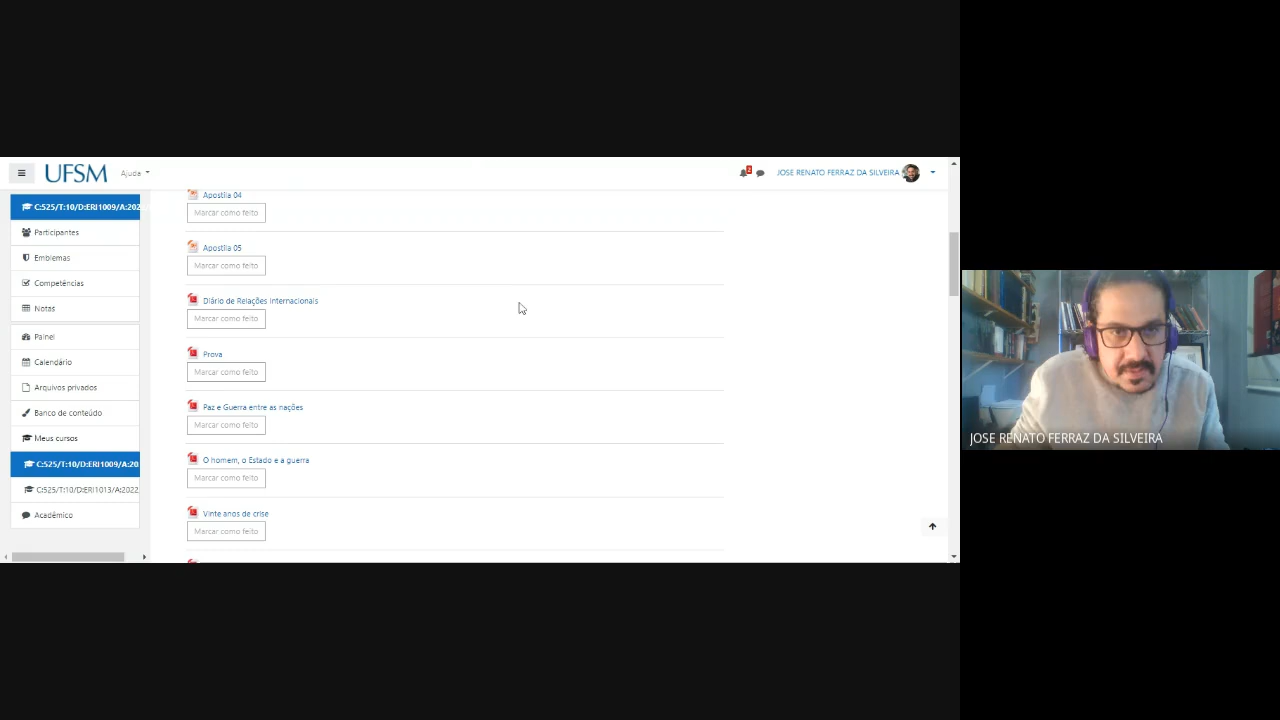 UFSM
Ajuda
2
JOSE RENATO FERRAZ DA SILVEIRA
C:525/T:10/D:ERI1009/A:202
Participantes
Emblemas
Competências
Notas
Painel
Calendário
Arquivos privados
Banco de conteúdo
Meus cursos
C:525/T:10/D:ERI1009/A:20
C:525/T:10/D:ERI1013/A:2022
Acadêmico
Apostila 04
Marcar como feito
Apostila 05
Marcar como feito
Diário de Relações Internacionais
Marcar como feito
Prova
Marcar como feito
Paz e Guerra entre as nações
Marcar como feito
O homem, o Estado e a guerra
Marcar como feito
Vinte anos de crise
Marcar como feito
JOSE RENATO FERRAZ DA SILVEIRA